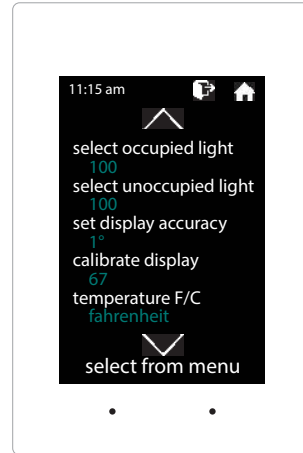 11:15 am
select occupied light
100
select unoccupied light
100
set display accuracy
1°
calibrate display
67
temperature F/C
fahrenheit
select from menu